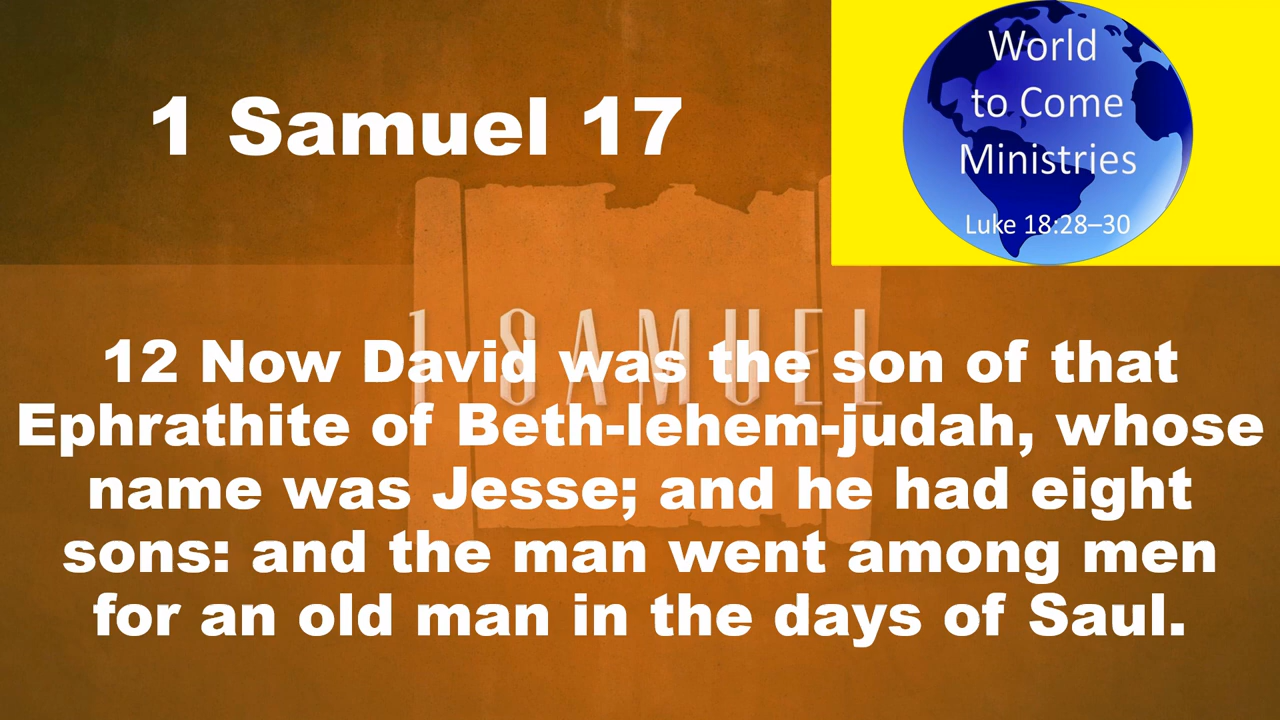 1 Samuel 17
World
to Come
Ministries
Luke 18:28–30
1 SAMUEL
12 Now David was the son of that
Ephrathite of Beth-lehem-judah, whose
name was Jesse; and he had eight
sons: and the man went among men
for an old man in the days of Saul.